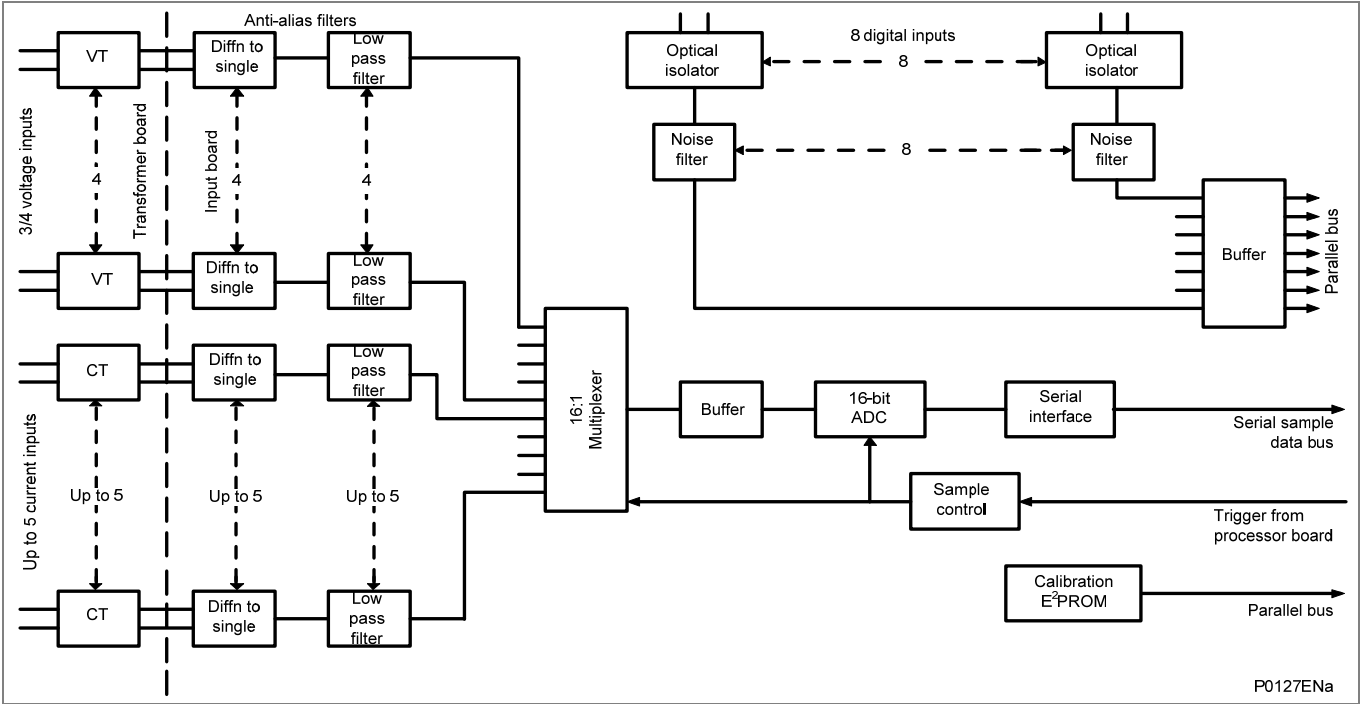 Anti-alias filters
VT
Diffn to
single
Low
pass
filter
3/4 voltage inputs
4
Transformer board
Input board
4
4
VT
Diffn to
single
Low
pass
filter
CT
Diffn to
single
Low
pass
filter
Up to 5 current inputs
Up to 5
Up to 5
Up to 5
CT
Diffn to
single
Low
pass
filter
16:1
Multiplexer
Optical
isolator
8 digital inputs
8
Optical
isolator
Noise
filter
8
Noise
filter
Buffer
Parallel bus
Buffer
16-bit
ADC
Serial
interface
Serial sample
data bus
Sample
control
Trigger from
processor board
Calibration
E²PROM
Parallel bus
P0127ENa